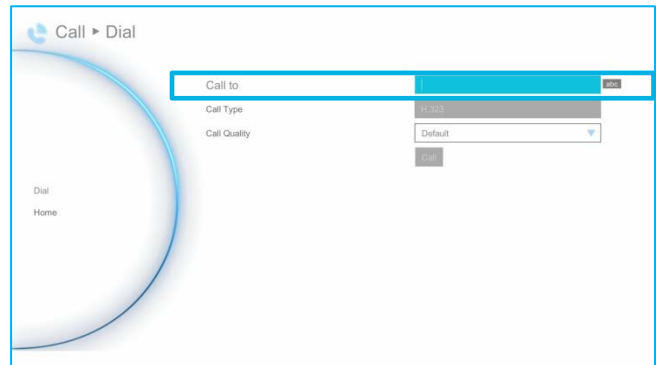 Call ► Dial
Call to
abc
Call Type
H.323
Call Quality
Default
Call
Dial
Home